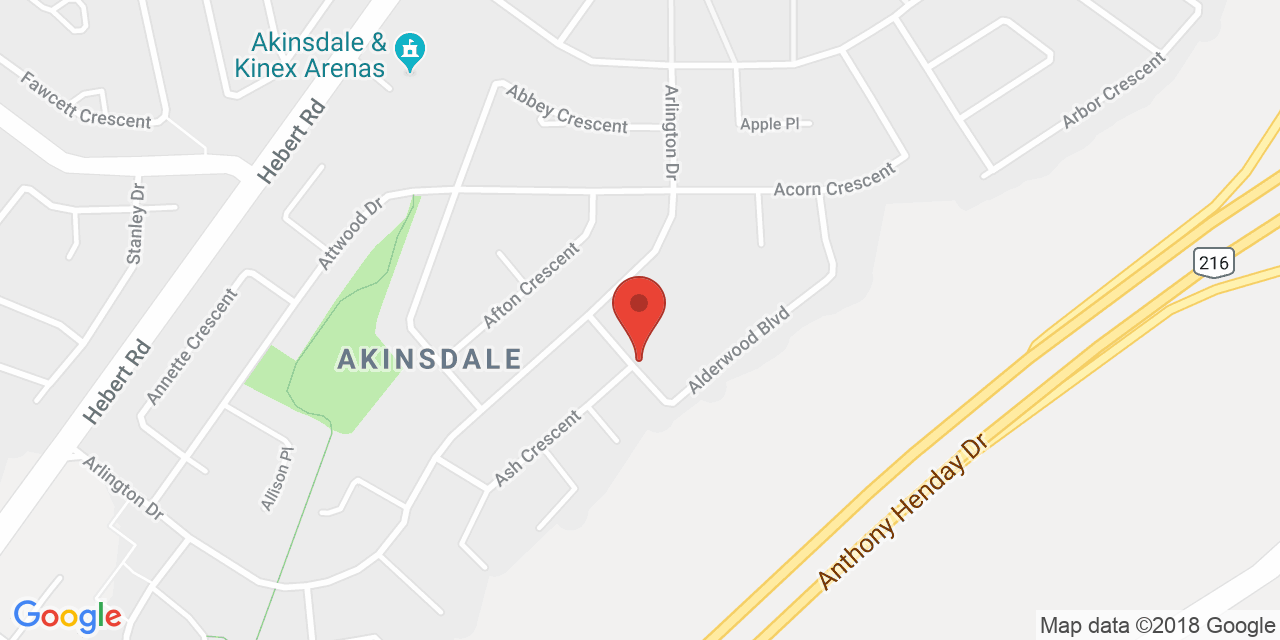 Akinsdale &
Kinex Arenas
Fawcett Crescent
Hebert Rd
Abbey Crescent
Arlington Dr
Apple Pl
Arbor Crescent
Acorn Crescent
Stanley Dr
Attwood Dr
Afton Crescent
216
Annette Crescent
AKINSDALE
Alderwood Blvd
Hebert Rd
Ash Crescent
Allison Pl
Arlington Dr
Anthony Henday Dr
Google
Map data ©2018 Google